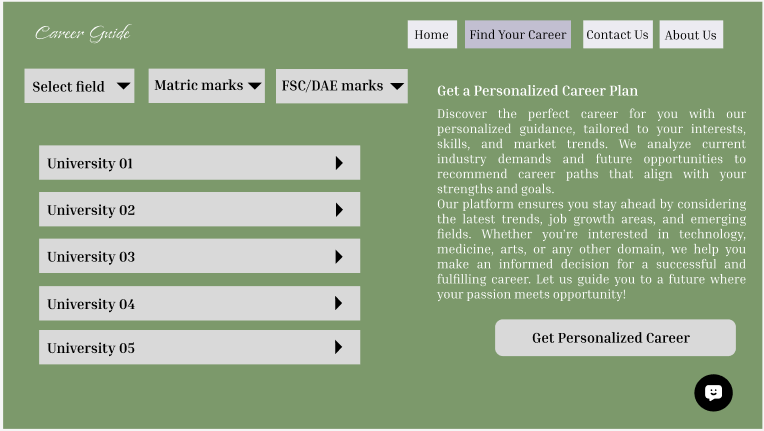 Career Guide
Home
Find Your Career
Contact Us
About Us
Select field
Matric marks
FSC/DAE marks
University 01
University 02
University 03
University 04
University 05
Get a Personalized Career Plan
Discover the perfect career for you with our
personalized guidance, tailored to your interests,
skills, and market trends. We analyze current
industry demands and future opportunities to
recommend career paths that align with your
strengths and goals.
Our platform ensures you stay ahead by considering
the latest trends, job growth areas, and emerging
fields. Whether you're interested in technology,
medicine, arts, or any other domain, we help you
make an informed decision for a successful and
fulfilling career. Let us guide you to a future where
your passion meets opportunity!
Get Personalized Career